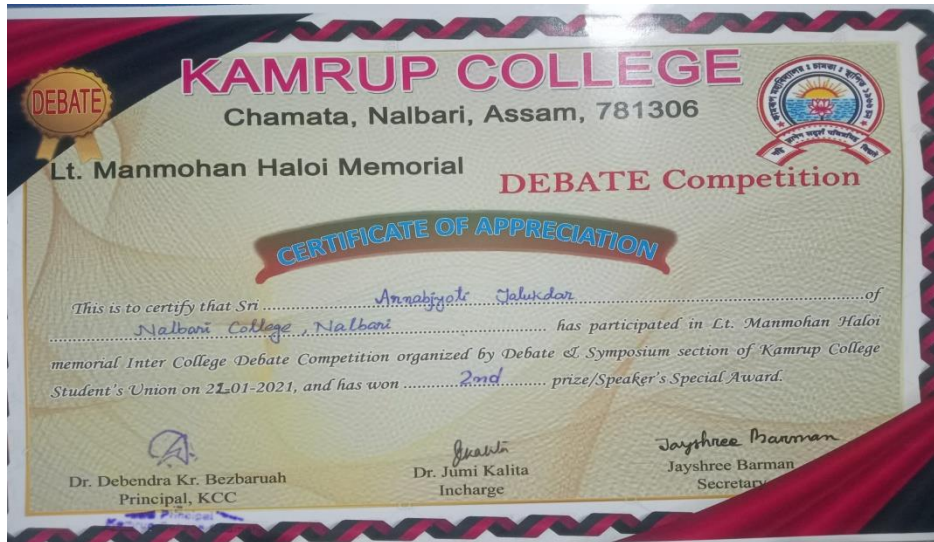 DEBATE
KAMRUP COLLEGE
Chamata, Nalbari, Assam, 781306
Lt. Manmohan Haloi Memorial
DEBATE Competition
CERTIFICATE OF APPRECIATION
This is to certify that Sri Annabjyoti Talukdar of
Nalbari College, Nalbari has participated in Lt. Manmohan Haloi
memorial Inter College Debate Competition organized by Debate & Symposium section of Kamrup College
Student's Union on 21-01-2021, and has won 2nd prize/Speaker's Special Award.
Jayshree Barman
Dr. Debendra Kr. Bezbaruah
Principal, KCC
Dr. Jumi Kalita
Incharge
Jayshree Barman
Secretary
Principal